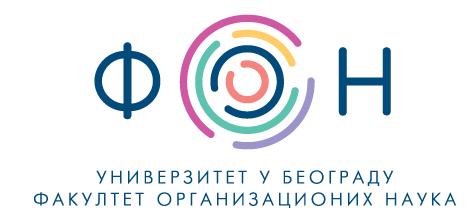 ФОН
УНИВЕРЗИТЕТ У БЕОГРАДУ
ФАКУЛТЕТ ОРГАНИЗАЦИОНИХ НАУКА